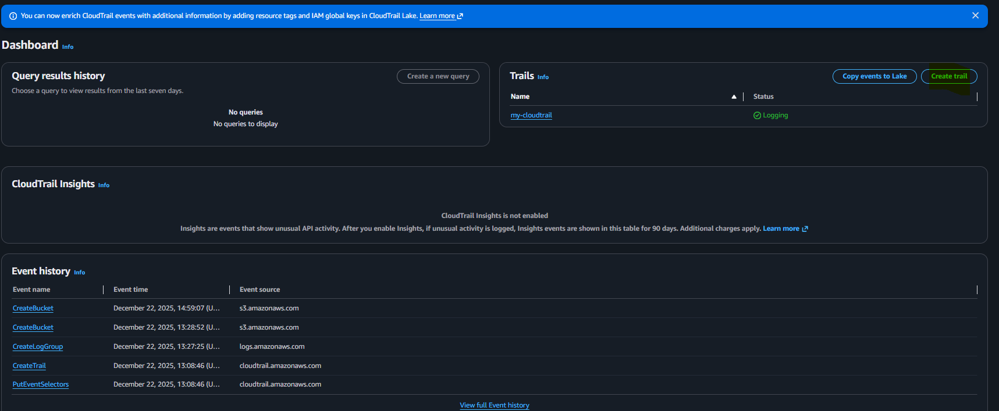 You can now enrich CloudTrail events with additional information by adding resource tags and IAM global keys in CloudTrail Lake. Learn more
Dashboard Info
Query results history
Create a new query
Choose a query to view results from the last seven days.
No queries
No queries to display
Trails Info
Copy events to Lake
Create trail
Name
Status
my-cloudtrail
Logging
CloudTrail Insights Info
CloudTrail Insights is not enabled
Insights are events that show unusual API activity. After you enable Insights, if unusual activity is logged, Insights events are shown in this table for 90 days. Additional charges apply. Learn more
Event history Info
Event name Event time Event source
CreateBucket December 22, 2025, 14:59:07 (U... s3.amazonaws.com
CreateBucket December 22, 2025, 13:28:52 (U... s3.amazonaws.com
CreateLogGroup December 22, 2025, 13:27:25 (U... logs.amazonaws.com
CreateTrail December 22, 2025, 13:08:46 (U... cloudtrail.amazonaws.com
PutEventSelectors December 22, 2025, 13:08:46 (U... cloudtrail.amazonaws.com
View full Event history